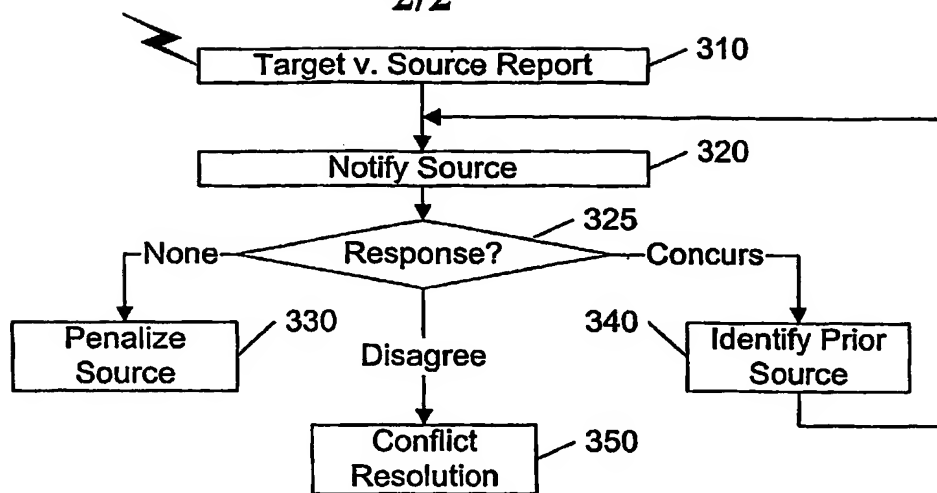 2/2
Target v. Source Report
310
Notify Source
320
325
None
Response?
Concurs
Penalize
Source
330
Disagree
340
Identify Prior
Source
Conflict
Resolution
350